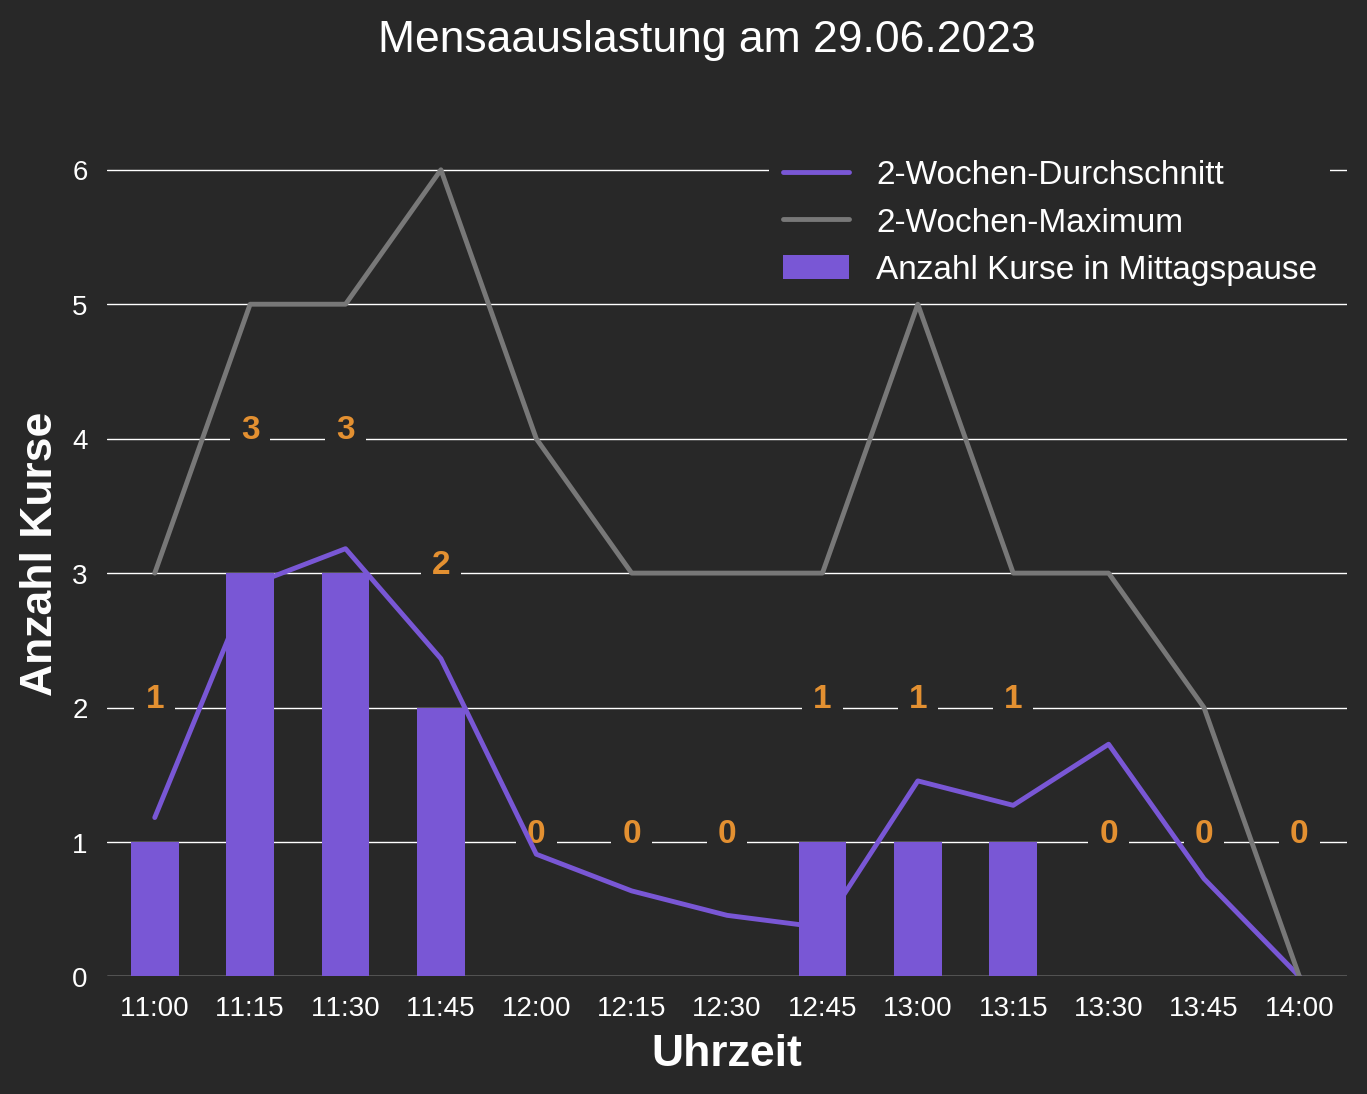 Mensaauslastung am 29.06.2023
2-Wochen-Durchschnitt
2-Wochen-Maximum
Anzahl Kurse in Mittagspause
Anzahl Kurse
6
5
4
3
2
1
0
1
3
3
2
0
0
0
1
1
1
0
0
0
11:00 11:15 11:30 11:45 12:00 12:15 12:30 12:45 13:00 13:15 13:30 13:45 14:00
Uhrzeit